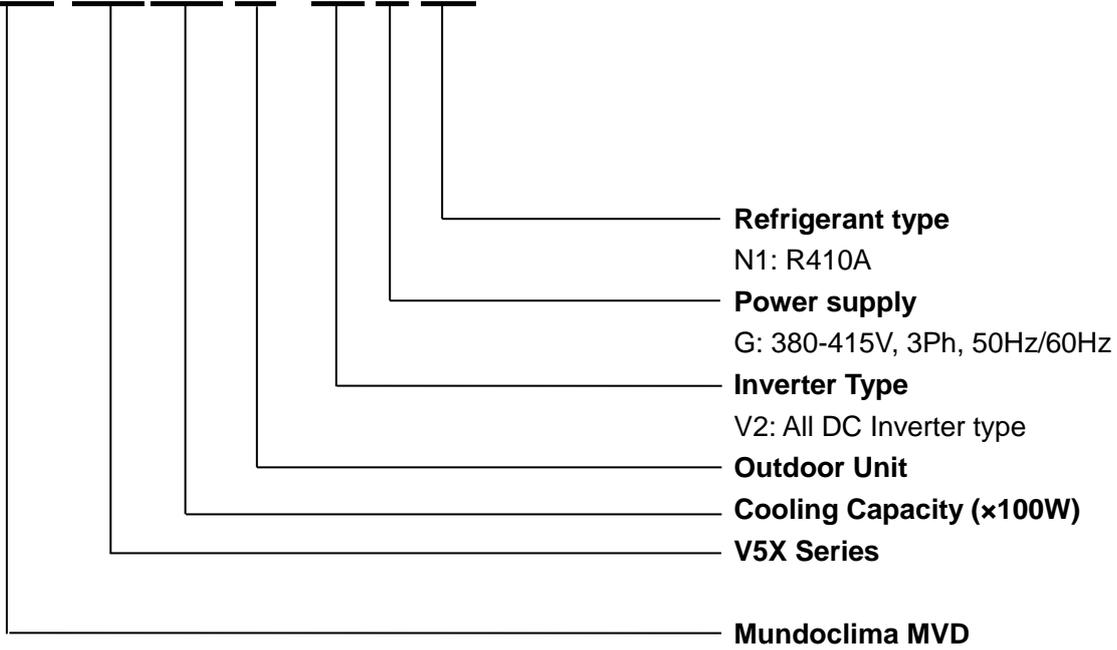 Refrigerant type
N1: R410A
Power supply
G: 380-415V, 3Ph, 50Hz/60Hz
Inverter Type
V2: All DC Inverter type
Outdoor Unit
Cooling Capacity (×100W)
V5X Series
Mundoclima MVD